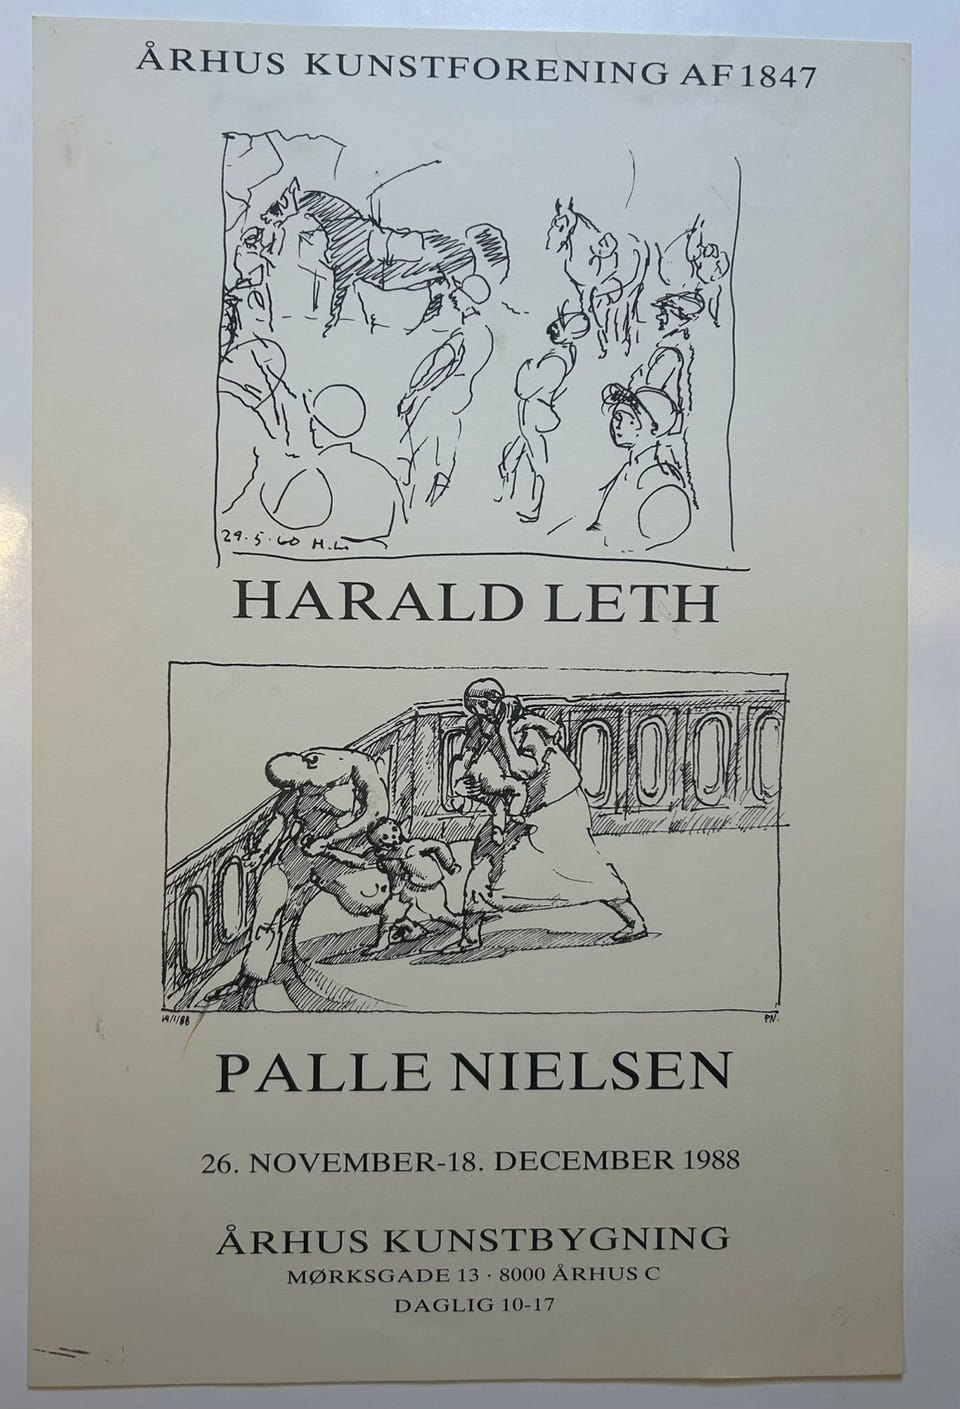 ÅRHUS KUNSTFORENING AF 1847
29.5.60 H.L.
HARALD LETH
14/1/88 PN.
PALLE NIELSEN
26. NOVEMBER-18. DECEMBER 1988
ÅRHUS KUNSTBYGNING
MØRKSGADE 13 · 8000 ÅRHUS C
DAGLIG 10-17